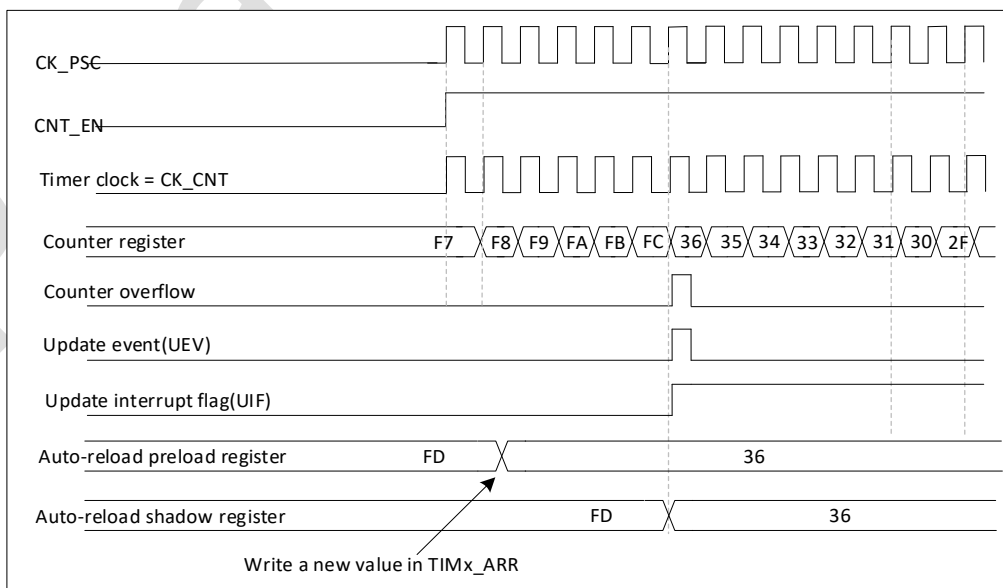 CK_PSC
CNT_EN
Timer clock = CK_CNT
Counter register F7 F8 F9 FA FB FC 36 35 34 33 32 31 30 2F
Counter overflow
Update event(UEV)
Update interrupt flag(UIF)
Auto-reload preload register FD 36
Auto-reload shadow register FD 36
Write a new value in TIMx_ARR